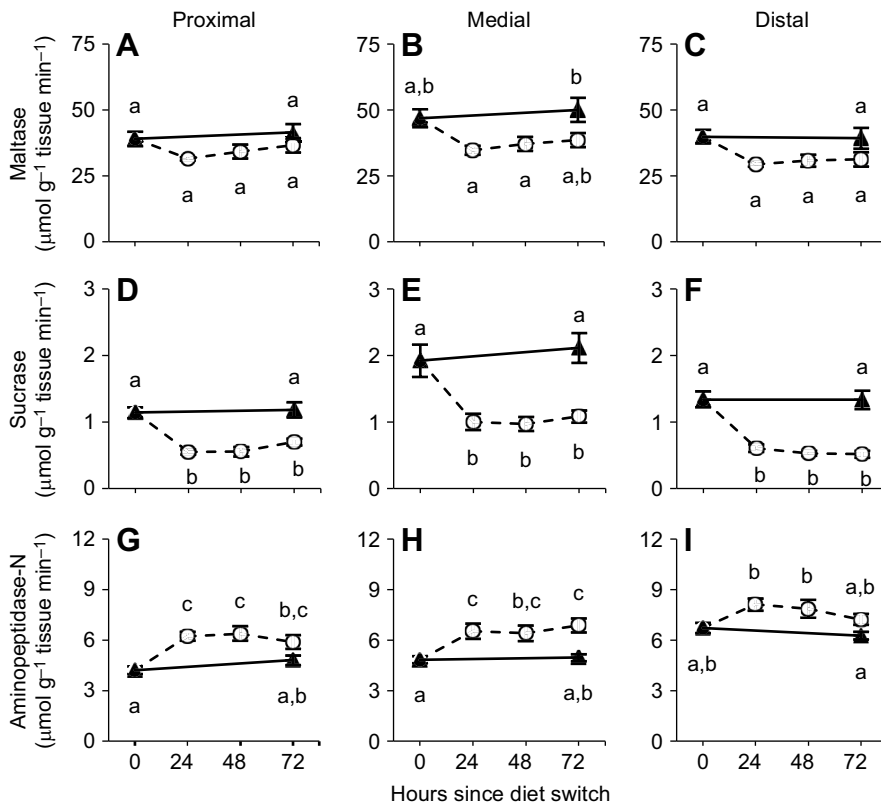 Proximal
Medial
Distal
A
B
C
Maltase
(μmol g⁻¹ tissue min⁻¹)
75
50
25
0
a
a
a
a
a
75
50
25
0
a,b
b
a
a
a,b
75
50
25
0
a
a
a
a
a
D
E
F
Sucrase
(μmol g⁻¹ tissue min⁻¹)
3
2
1
0
a
a
b
b
b
3
2
1
0
a
a
b
b
b
3
2
1
0
a
a
b
b
b
G
H
I
Aminopeptidase-N
(μmol g⁻¹ tissue min⁻¹)
12
9
6
3
0
c
c
b,c
a
a,b
12
9
6
3
0
c
b,c
c
a
a,b
12
9
6
3
0
b
b
a,b
a,b
a
0 24 48 72
0 24 48 72
0 24 48 72
Hours since diet switch